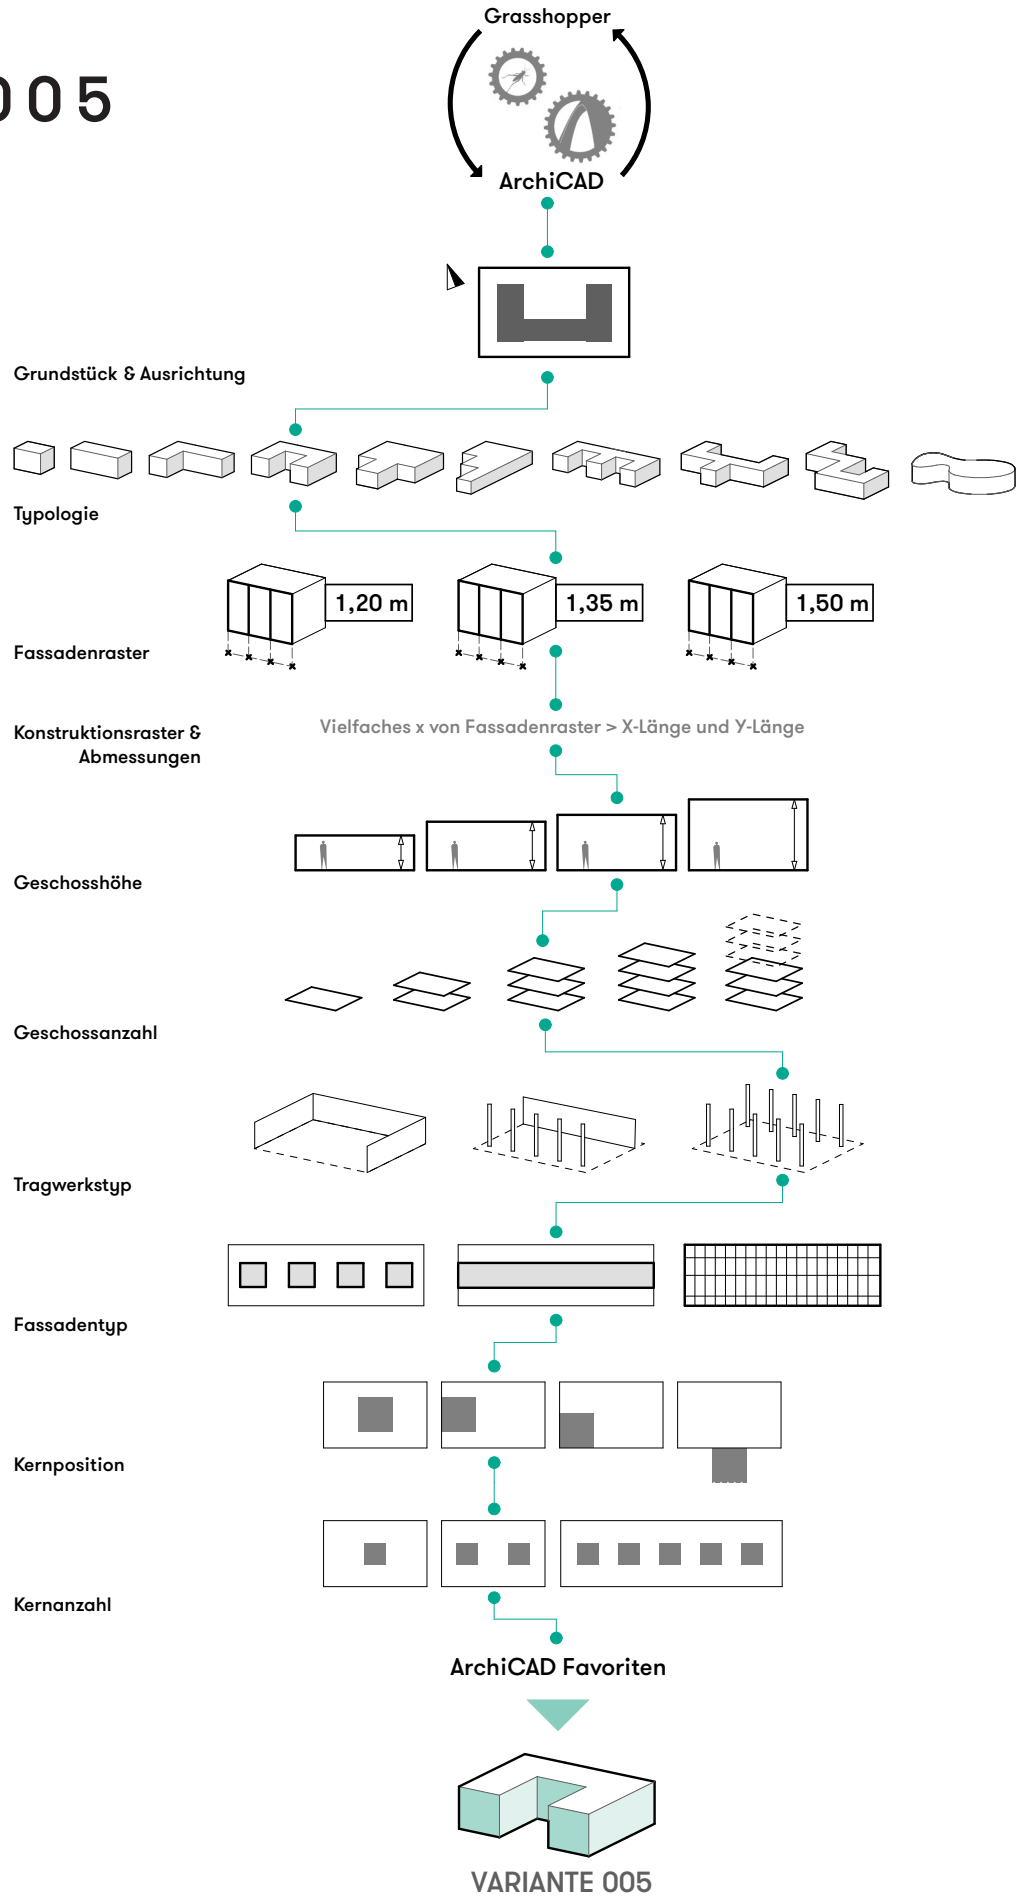 Grasshopper
005
ArchiCAD
Grundstück & Ausrichtung
Typologie
1,20 m
1,35 m
1,50 m
Fassadenraster
Konstruktionsraster &
Abmessungen
Vielfaches x von Fassadenraster > X-Länge und Y-Länge
Geschosshöhe
Geschossanzahl
Tragwerkstyp
Fassadentyp
Kernposition
Kernanzahl
ArchiCAD Favoriten
VARIANTE 005